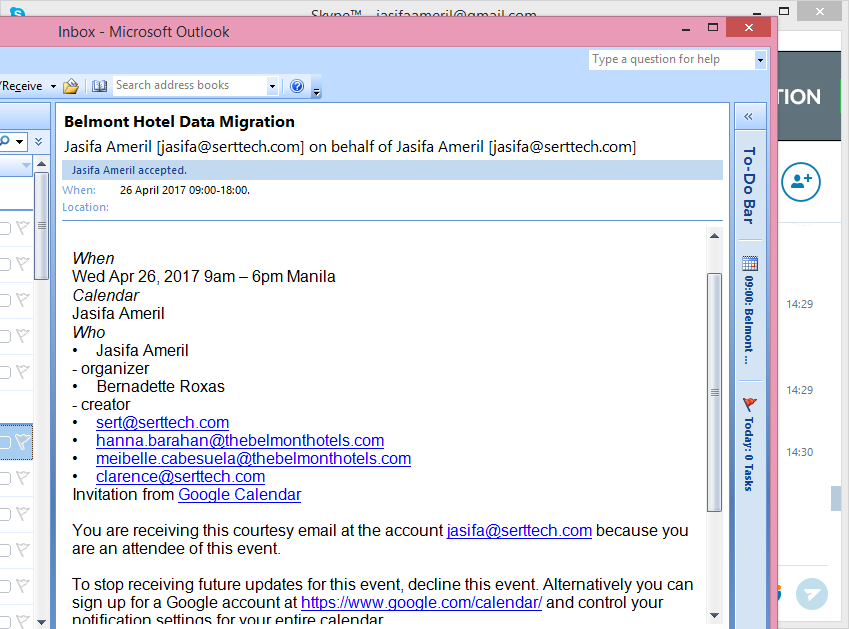 Skype™ - jasifaameril@gmail.com
Inbox - Microsoft Outlook
Type a question for help
/Receive
Search address books
TION
Belmont Hotel Data Migration
Jasifa Ameril [jasifa@serttech.com] on behalf of Jasifa Ameril [jasifa@serttech.com]
Jasifa Ameril accepted.
When: 26 April 2017 09:00-18:00.
Location:
When
Wed Apr 26, 2017 9am – 6pm Manila
Calendar
Jasifa Ameril
Who
• Jasifa Ameril
- organizer
• Bernadette Roxas
- creator
• sert@serttech.com
• hanna.barahan@thebelmonthotels.com
• meibelle.cabesuela@thebelmonthotels.com
• clarence@serttech.com
Invitation from Google Calendar
You are receiving this courtesy email at the account jasifa@serttech.com because you
are an attendee of this event.
To stop receiving future updates for this event, decline this event. Alternatively you can
sign up for a Google account at https://www.google.com/calendar/ and control your
notification settings for your entire calendar
To-Do Bar
09:00: Belmont ...
Today: 0 Tasks
14:29
14:29
14:30